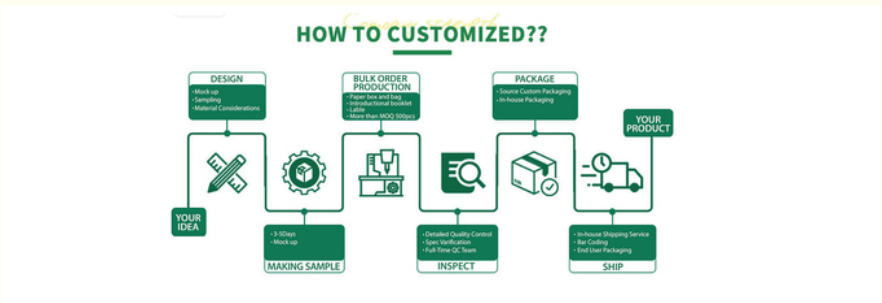 HOW TO CUSTOMIZED??
DESIGN
• Mock up
• Sampling
• Material Considerations
BULK ORDER
PRODUCTION
• Paper box and bag
• Introductional booklet
• Lable
• More than MOQ 500pcs
PACKAGE
• Source Custom Packaging
• In-house Packaging
YOUR
PRODUCT
YOUR
IDEA
• 3-5Days
• Mock up
MAKING SAMPLE
• Detailed Quality Control
• Spec Varification
• Full-Time QC Team
INSPECT
• In-house Shipping Service
• Bar Coding
• End User Packaging
SHIP